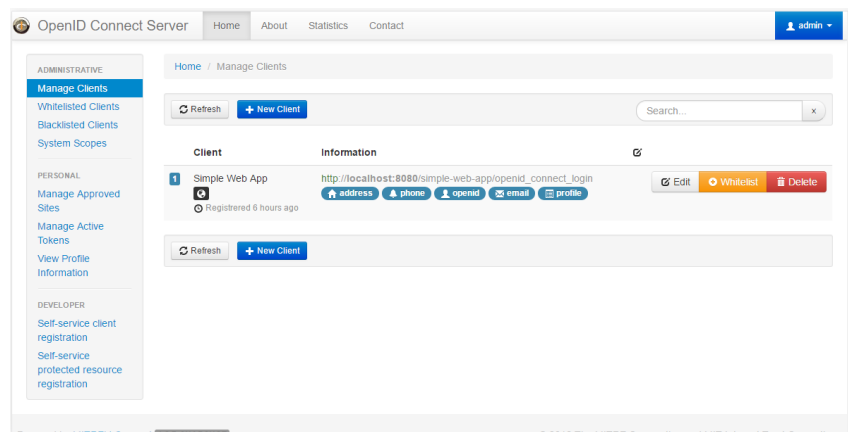 OpenID Connect Server Home About Statistics Contact admin
ADMINISTRATIVE
Manage Clients
Whitelisted Clients
Blacklisted Clients
System Scopes
PERSONAL
Manage Approved
Sites
Manage Active
Tokens
View Profile
Information
DEVELOPER
Self-service client
registration
Self-service
protected resource
registration
Home / Manage Clients
Refresh + New Client Search... x
Client Information
1 Simple Web App http://localhost:8080/simple-web-app/openid_connect_login Edit Whitelist Delete
address phone openid email profile
Registered 6 hours ago
Refresh + New Client